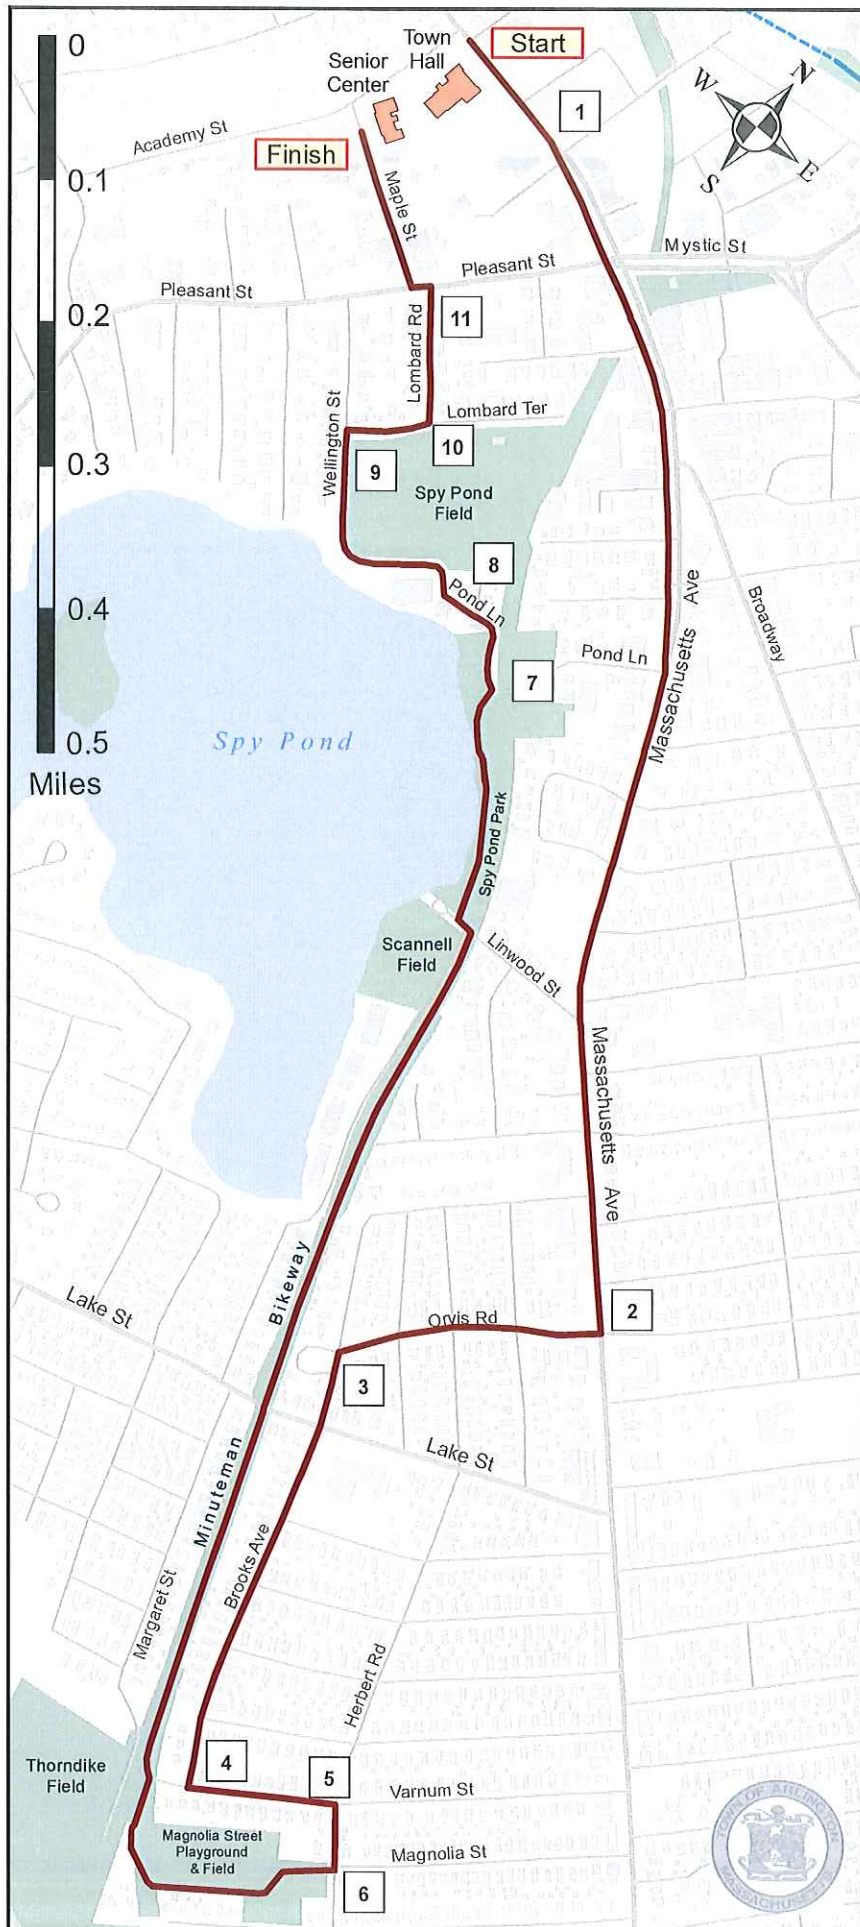 0
Town
Hall
Start
Senior
Center
1
N
W
E
S
Academy St
Finish
0.1
Maple St
Mystic St
Pleasant St
Pleasant St
0.2
11
Lombard Rd
Lombard Ter
Wellington St
10
9
0.3
Spy Pond
Field
8
Pond Ln
0.4
Massachusetts Ave
Broadway
Pond Ln
7
Spy Pond
0.5
Miles
Spy Pond Park
Scannell
Field
Linwood St
Massachusetts Ave
Bikeway
Lake St
2
Orvis Rd
3
Lake St
Minuteman
Brooks Ave
Margaret St
Herbert Rd
4
5
Thorndike
Field
Varnum St
Magnolia Street
Playground
& Field
Magnolia St
6
TOWN OF ARLINGTON
MASSACHUSETTS